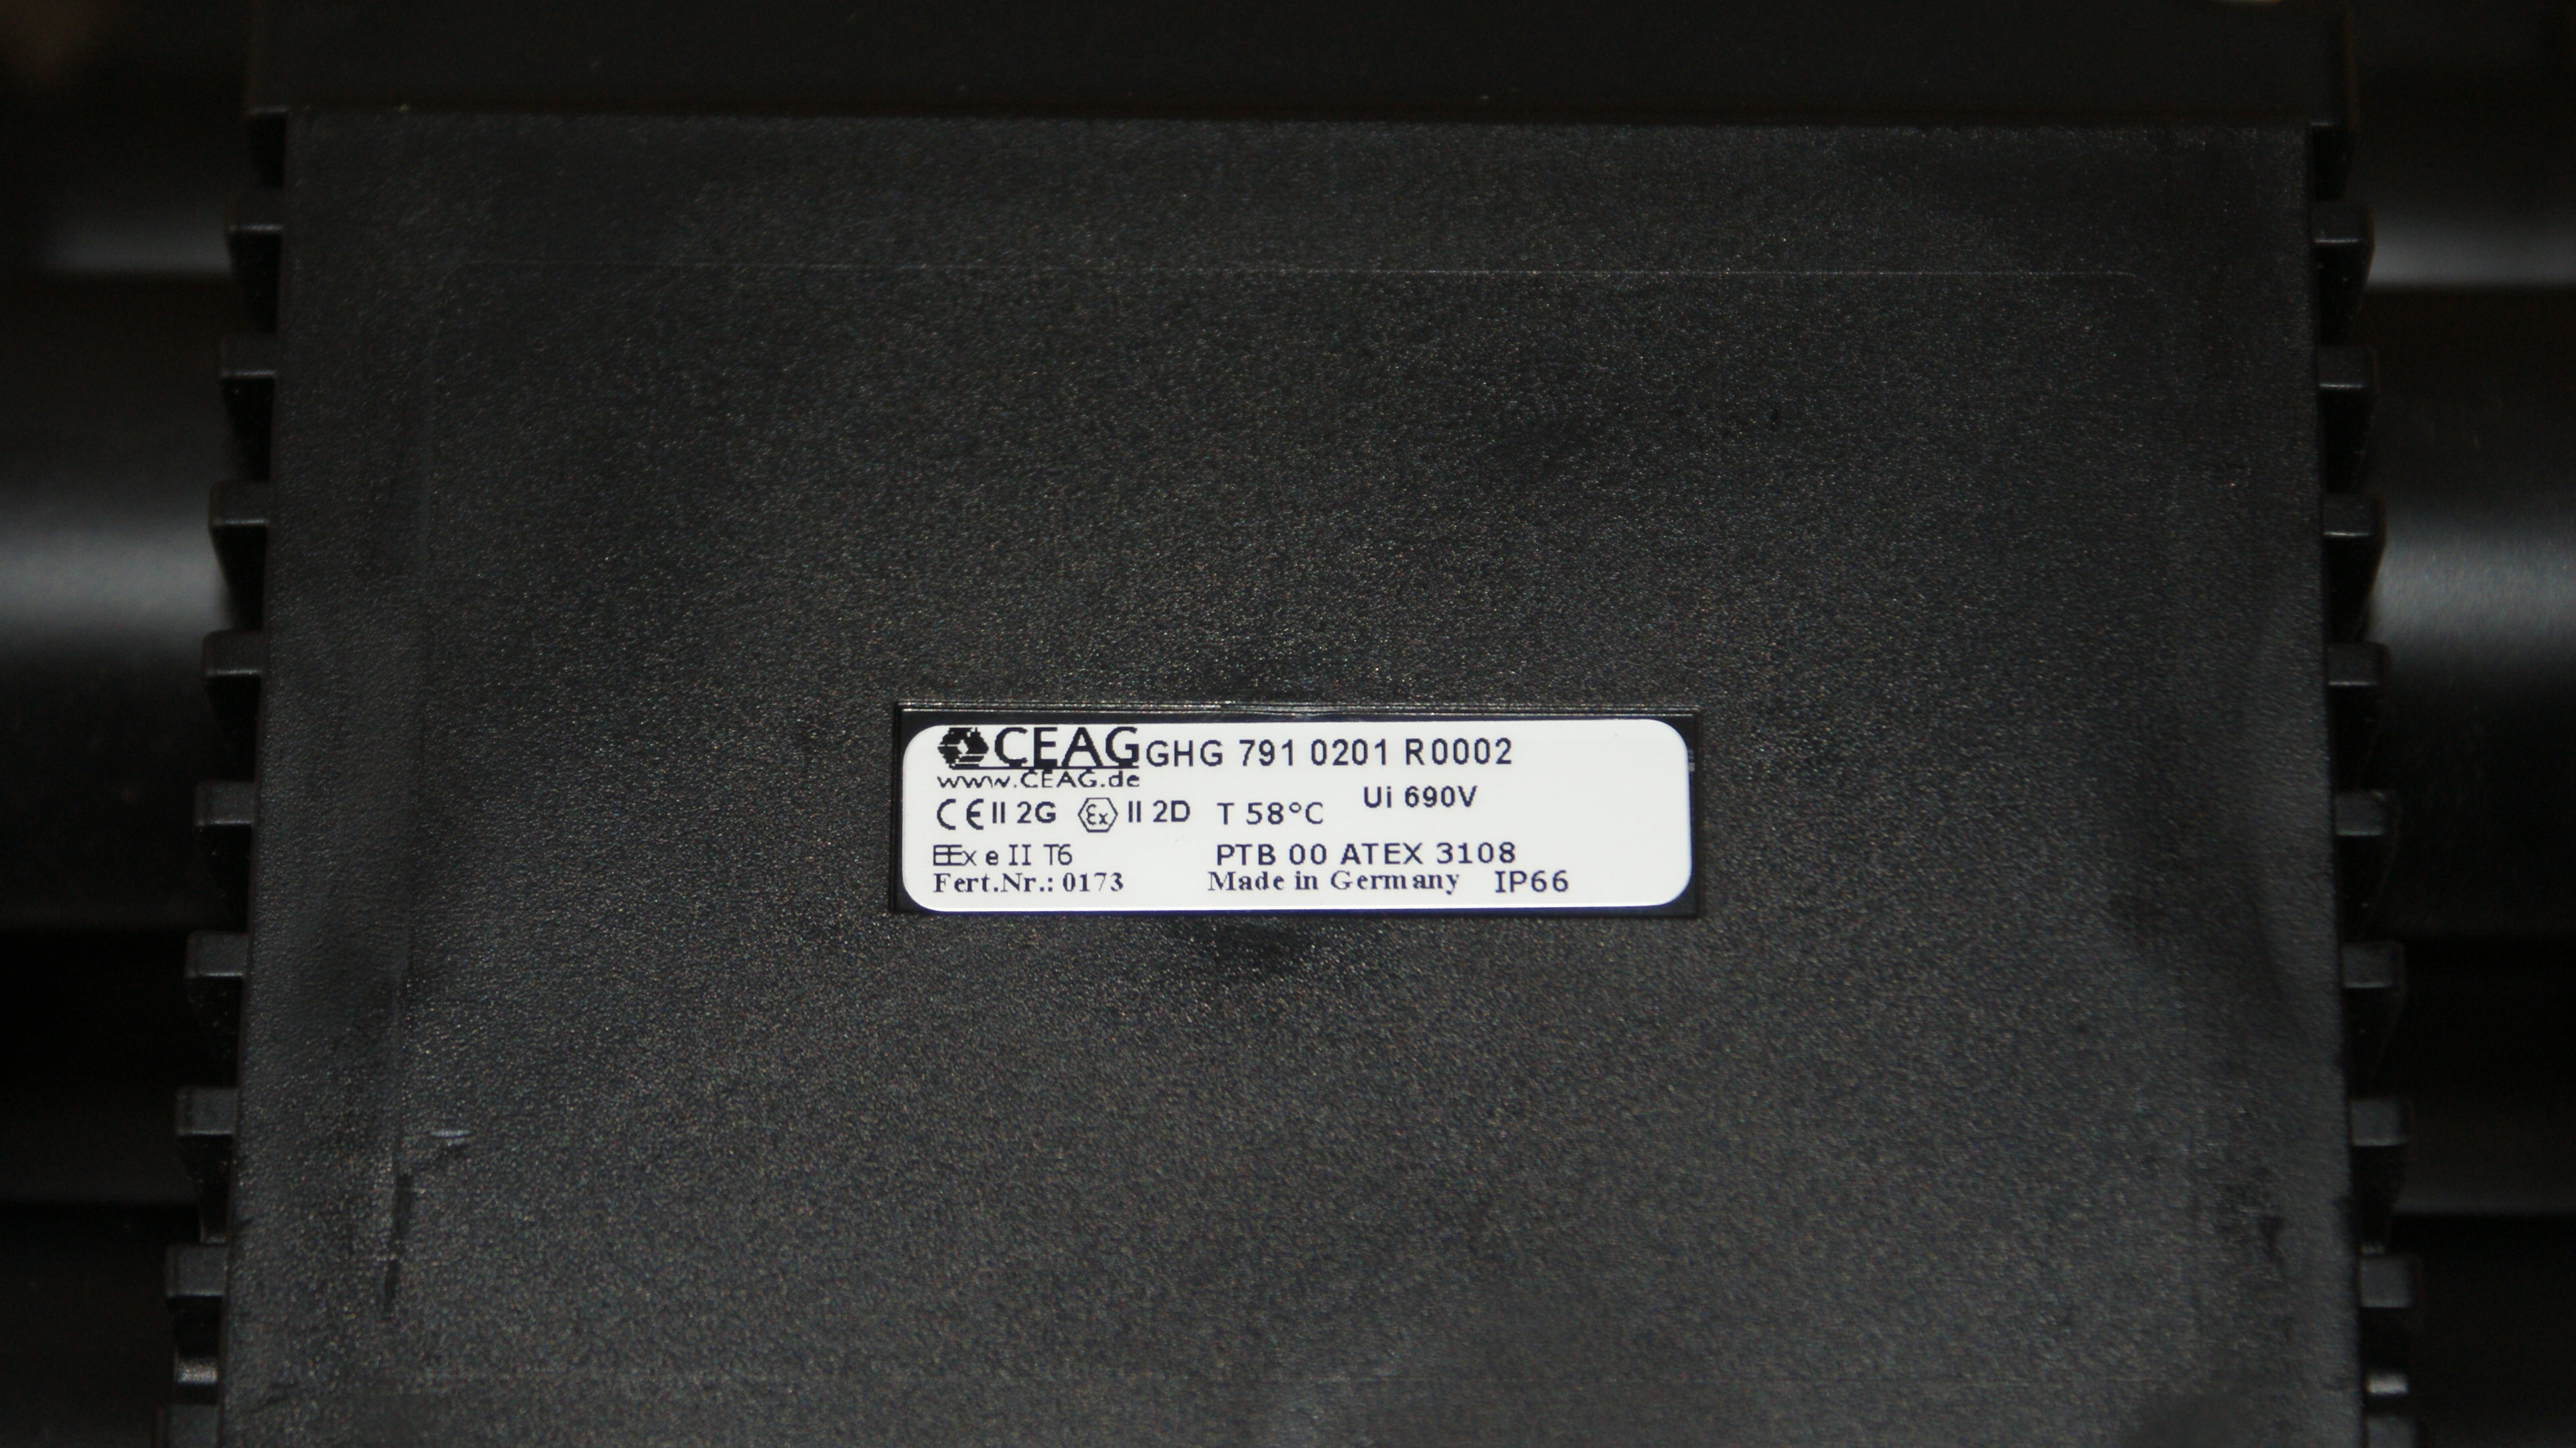 CEAG GHG 791 0201 R0002
www.CEAG.de
CE II 2G Ex II 2D T 58°C Ui 690V
EEx e II T6 PTB 00 ATEX 3108
Fert.Nr.: 0173 Made in Germany IP66